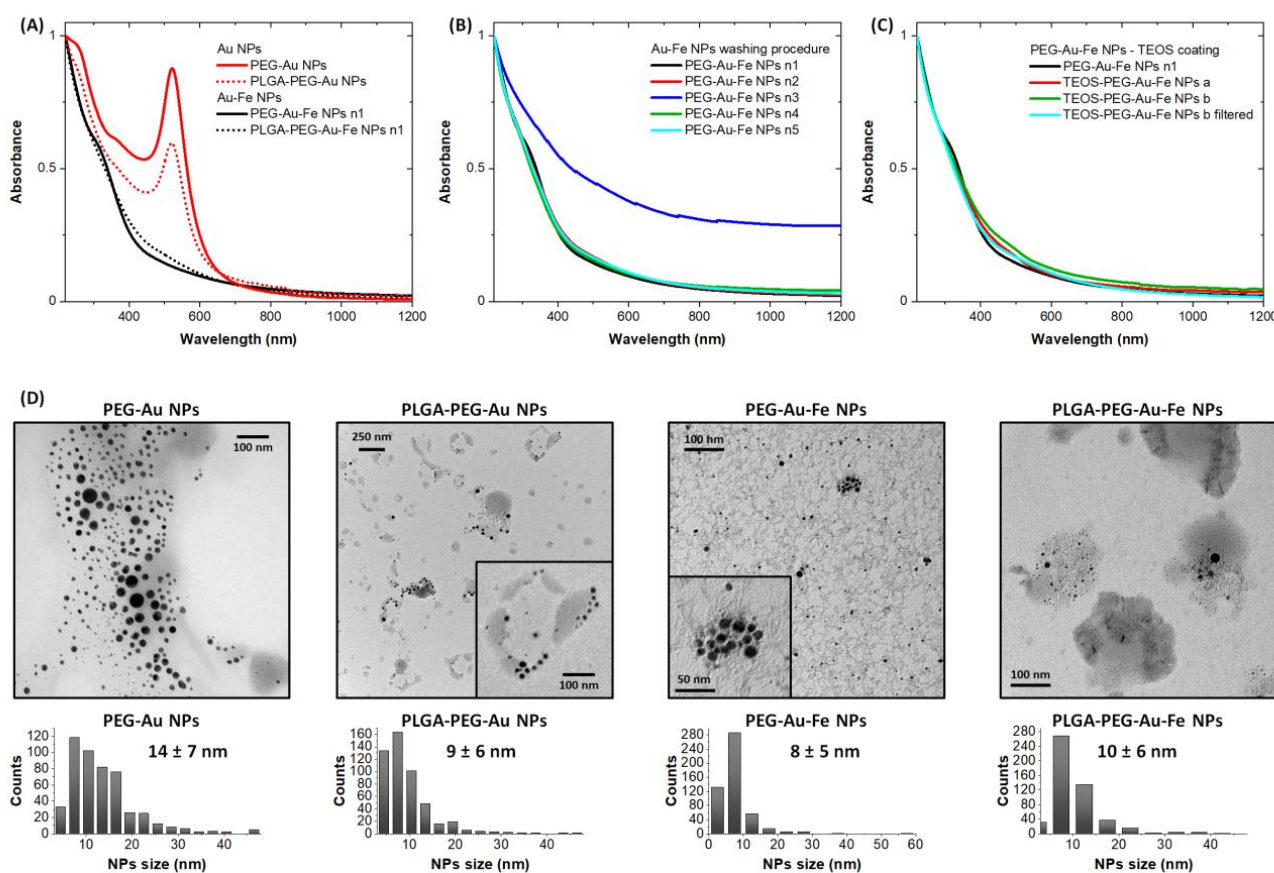 (A)
Au NPs
PEG-Au NPs
PLGA-PEG-Au NPs
Au-Fe NPs
PEG-Au-Fe NPs n1
PLGA-PEG-Au-Fe NPs n1
1
0.5
0
400 600 800 1000 1200
Absorbance
Wavelength (nm)
(B)
Au-Fe NPs washing procedure
PEG-Au-Fe NPs n1
PEG-Au-Fe NPs n2
PEG-Au-Fe NPs n3
PEG-Au-Fe NPs n4
PEG-Au-Fe NPs n5
1
0.5
0
400 600 800 1000 1200
Absorbance
Wavelength (nm)
(C)
PEG-Au-Fe NPs - TEOS coating
PEG-Au-Fe NPs n1
TEOS-PEG-Au-Fe NPs a
TEOS-PEG-Au-Fe NPs b
TEOS-PEG-Au-Fe NPs b filtered
1
0.5
0
400 600 800 1000 1200
Absorbance
Wavelength (nm)
(D)
PEG-Au NPs
100 nm
PLGA-PEG-Au NPs
250 nm
100 nm
PEG-Au-Fe NPs
100 nm
50 nm
PLGA-PEG-Au-Fe NPs
100 nm
PEG-Au NPs
14 ± 7 nm
120
100
80
60
40
20
0
10 20 30 40
Counts
NPs size (nm)
PLGA-PEG-Au NPs
9 ± 6 nm
160
140
120
100
80
60
40
20
0
10 20 30 40
Counts
NPs size (nm)
PEG-Au-Fe NPs
8 ± 5 nm
280
240
200
160
120
80
40
0
0 10 20 30 40 50 60
Counts
NPs size (nm)
PLGA-PEG-Au-Fe NPs
10 ± 6 nm
280
240
200
160
120
80
40
0
10 20 30 40
Counts
NPs size (nm)